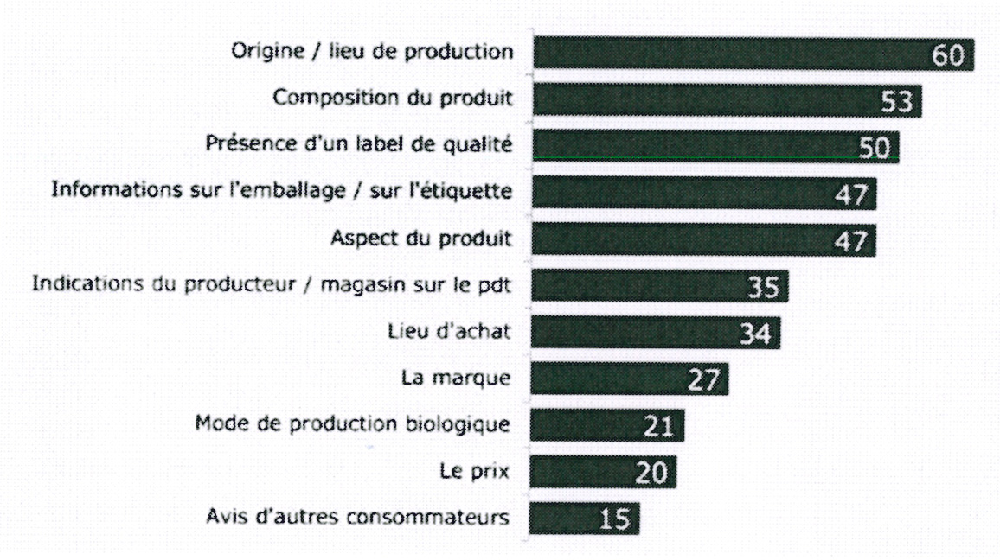 Origine / lieu de production 60
Composition du produit 53
Présence d'un label de qualité 50
Informations sur l'emballage / sur l'étiquette 47
Aspect du produit 47
Indications du producteur / magasin sur le pdt 35
Lieu d'achat 34
La marque 27
Mode de production biologique 21
Le prix 20
Avis d'autres consommateurs 15